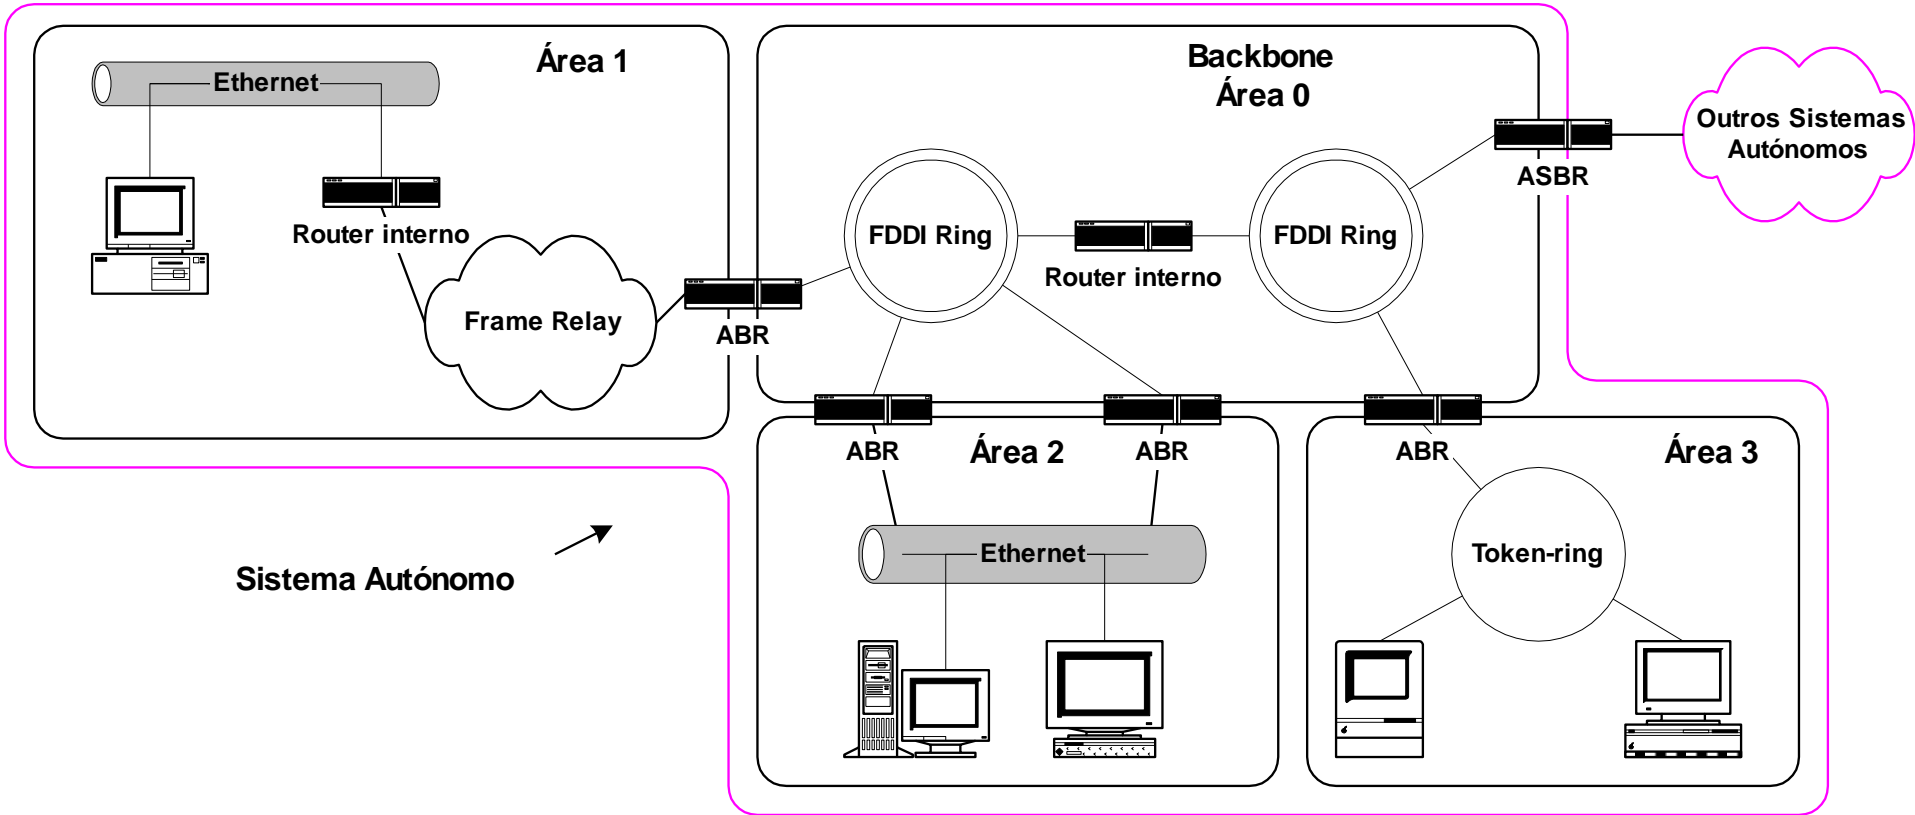 Área 1
Ethernet
Router interno
Frame Relay
ABR
Backbone
Área 0
FDDI Ring
Router interno
FDDI Ring
ASBR
Outros Sistemas
Autónomos
ABR
Área 2
ABR
Ethernet
ABR
Área 3
Token-ring
Sistema Autónomo